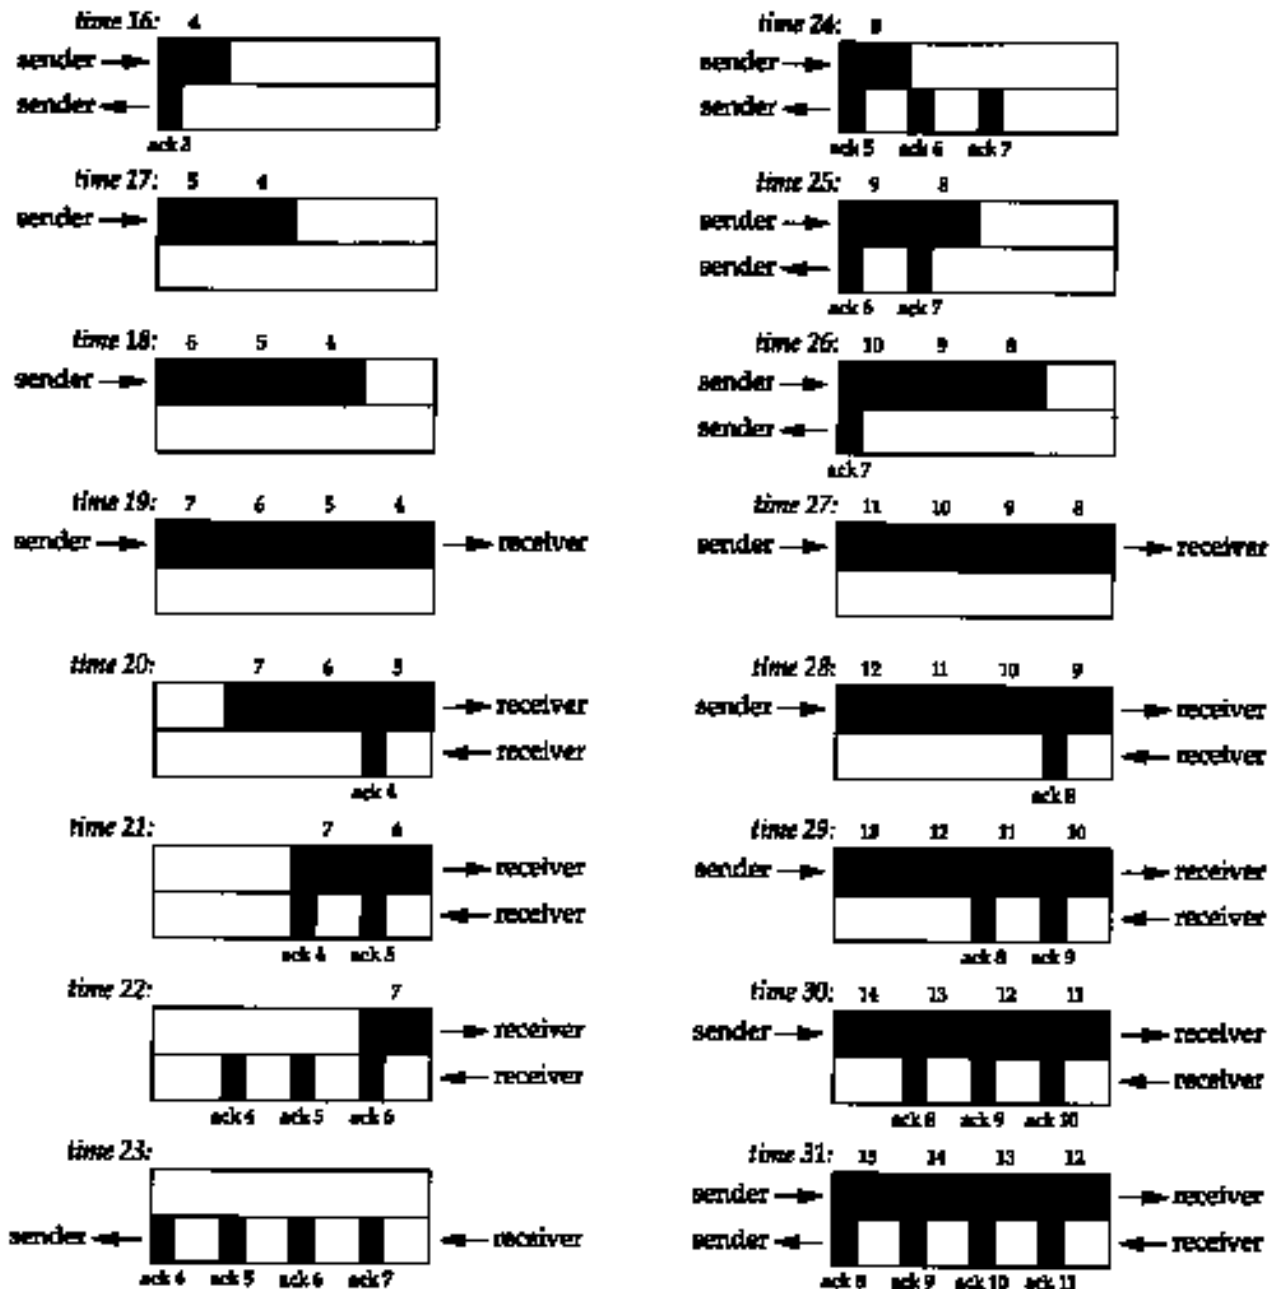 time 16: 4
sender
sender
ack 3
time 17: 5 4
sender
time 18: 6 5 4
sender
time 19: 7 6 5 4
sender receiver
time 20: 7 6 5
receiver
receiver
ack 4
time 21: 7 6
receiver
receiver
ack 4 ack 5
time 22: 7
receiver
receiver
ack 4 ack 5 ack 6
time 23:
sender receiver
ack 4 ack 5 ack 6 ack 7
time 24: 8
sender
sender
ack 5 ack 6 ack 7
time 25: 9 8
sender
sender
ack 6 ack 7
time 26: 10 9 8
sender
sender
ack 7
time 27: 11 10 9 8
sender receiver
time 28: 12 11 10 9
sender receiver
receiver
ack 8
time 29: 13 12 11 10
sender receiver
receiver
ack 8 ack 9
time 30: 14 13 12 11
sender receiver
receiver
ack 8 ack 9 ack 10
time 31: 15 14 13 12
sender receiver
sender receiver
ack 8 ack 9 ack 10 ack 11